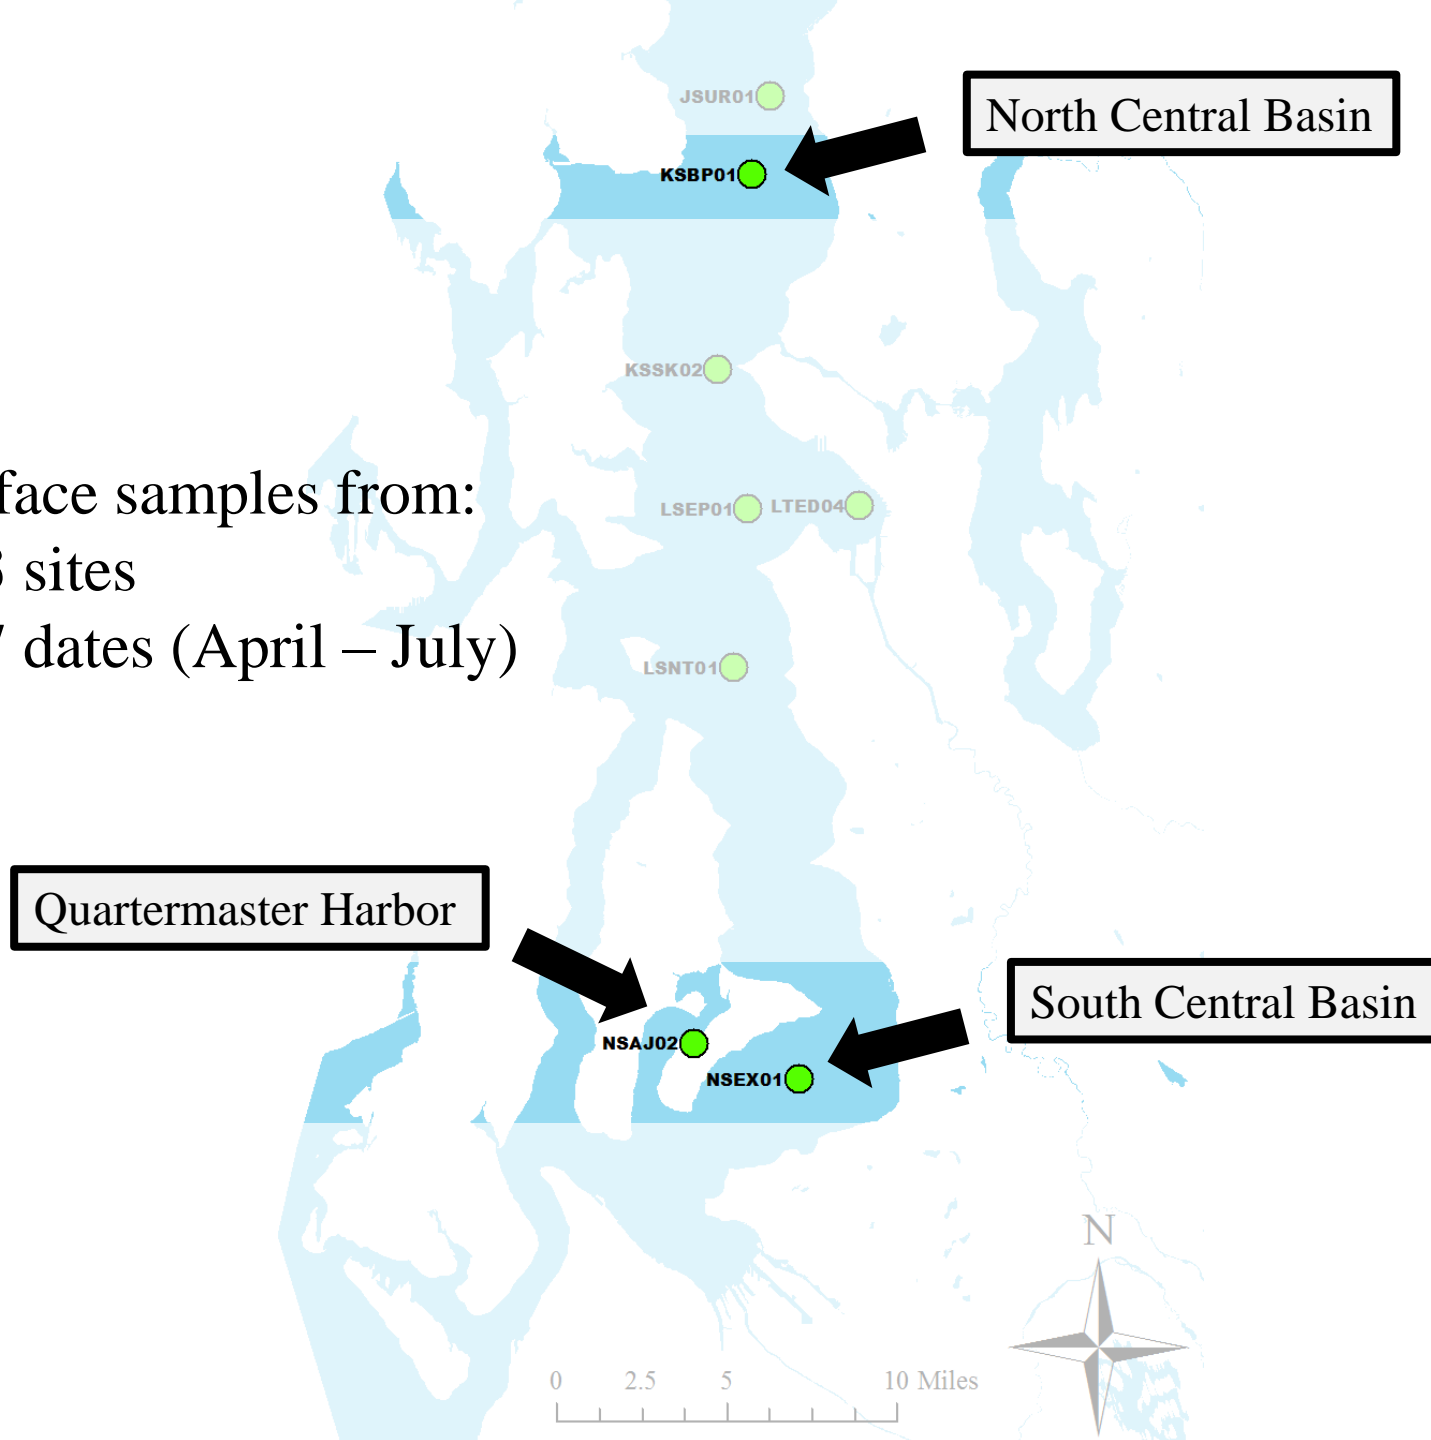 JSUR01
North Central Basin
KSBP01
KSSK02
face samples from:
sites
LSEP01 LTED04
dates (April – July)
LSNT01
Quartermaster Harbor
South Central Basin
NSAJ02
NSEX01
N
0 2.5 5 10 Miles